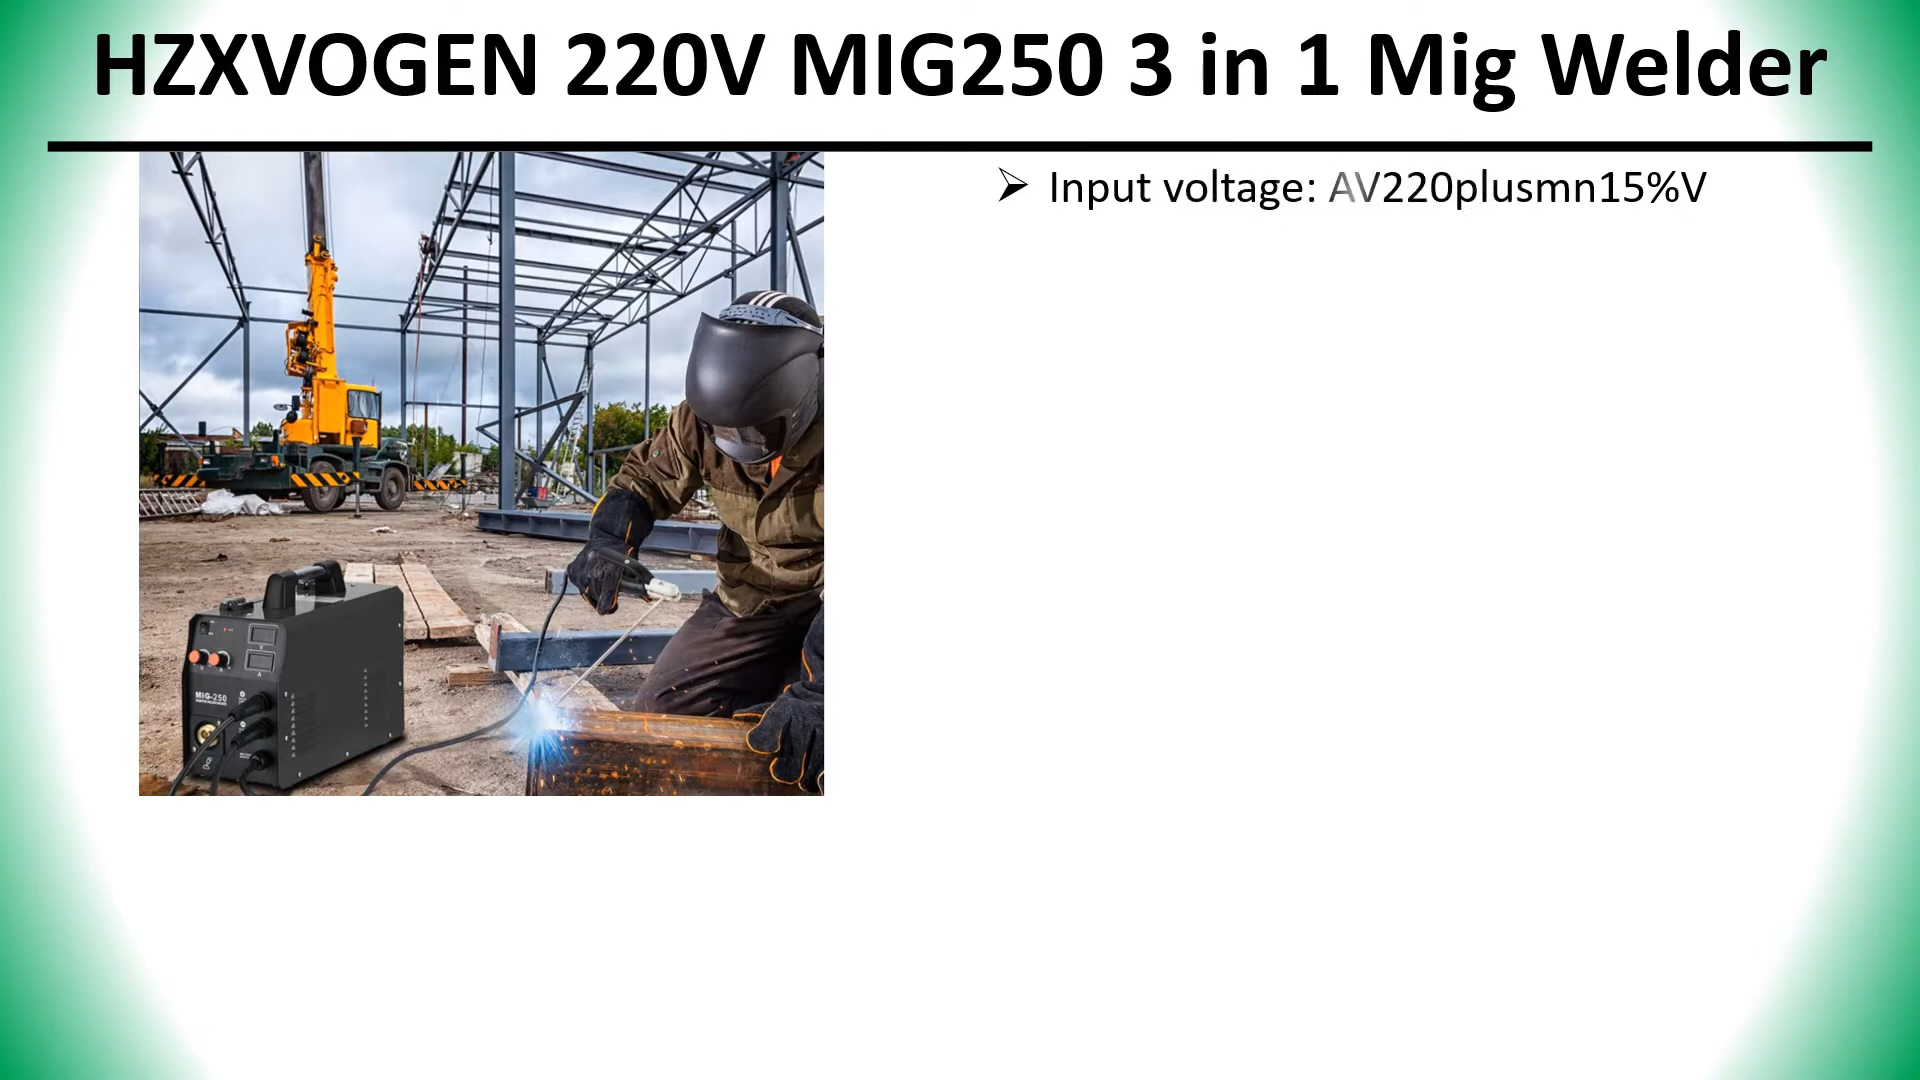 HZXVOGEN 220V MIG250 3 in 1 Mig Welder
➢ Input voltage: AV220plusmn15%V
MIG-250
V
A